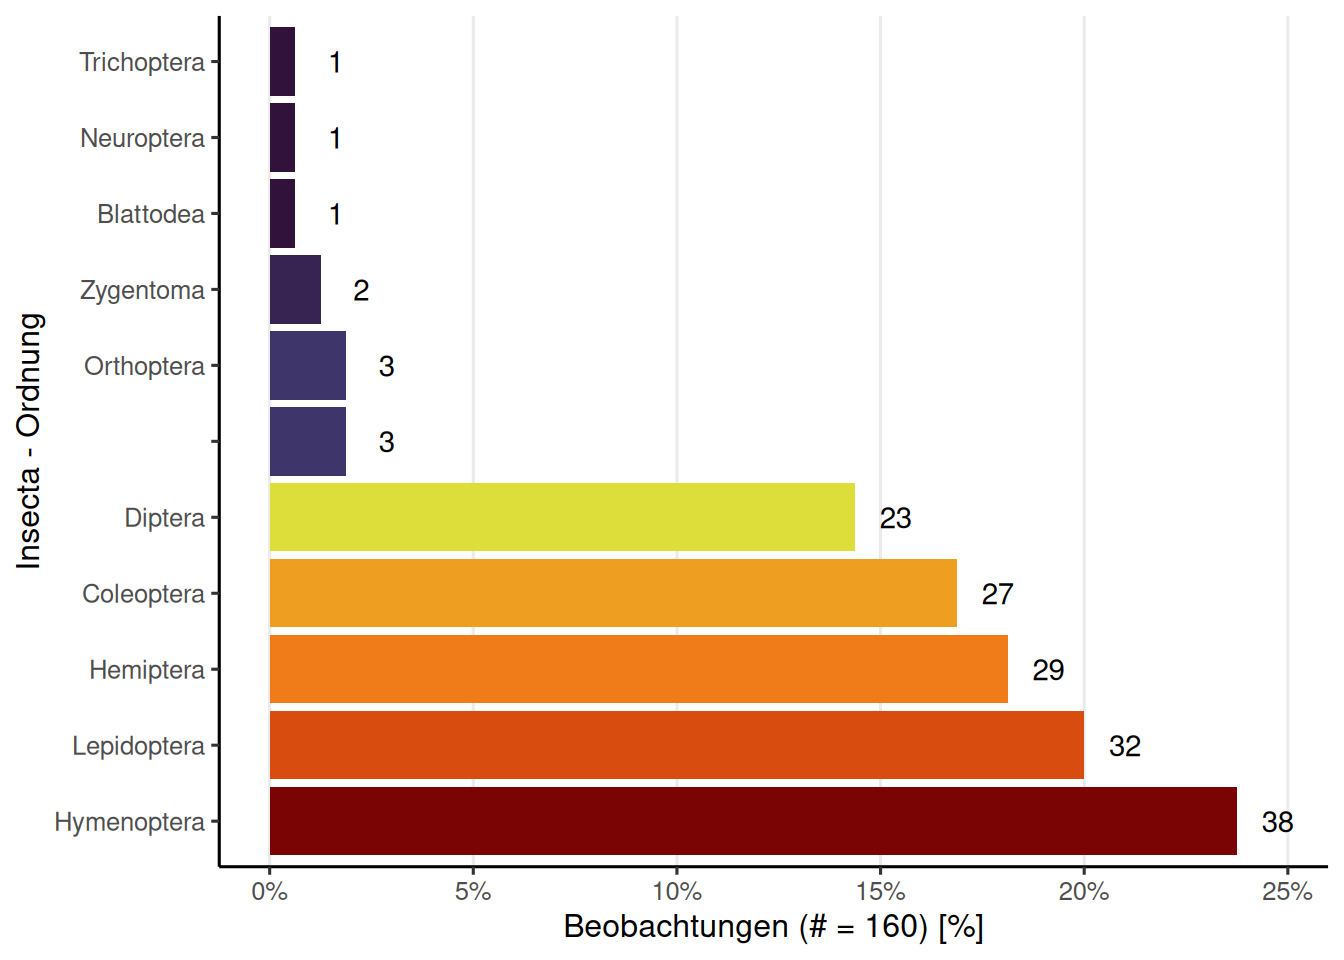 Insecta - Ordnung
Trichoptera 1
Neuroptera 1
Blattodea 1
Zygentoma 2
Orthoptera 3
3
Diptera 23
Coleoptera 27
Hemiptera 29
Lepidoptera 32
Hymenoptera 38
0% 5% 10% 15% 20% 25%
Beobachtungen (# = 160) [%]